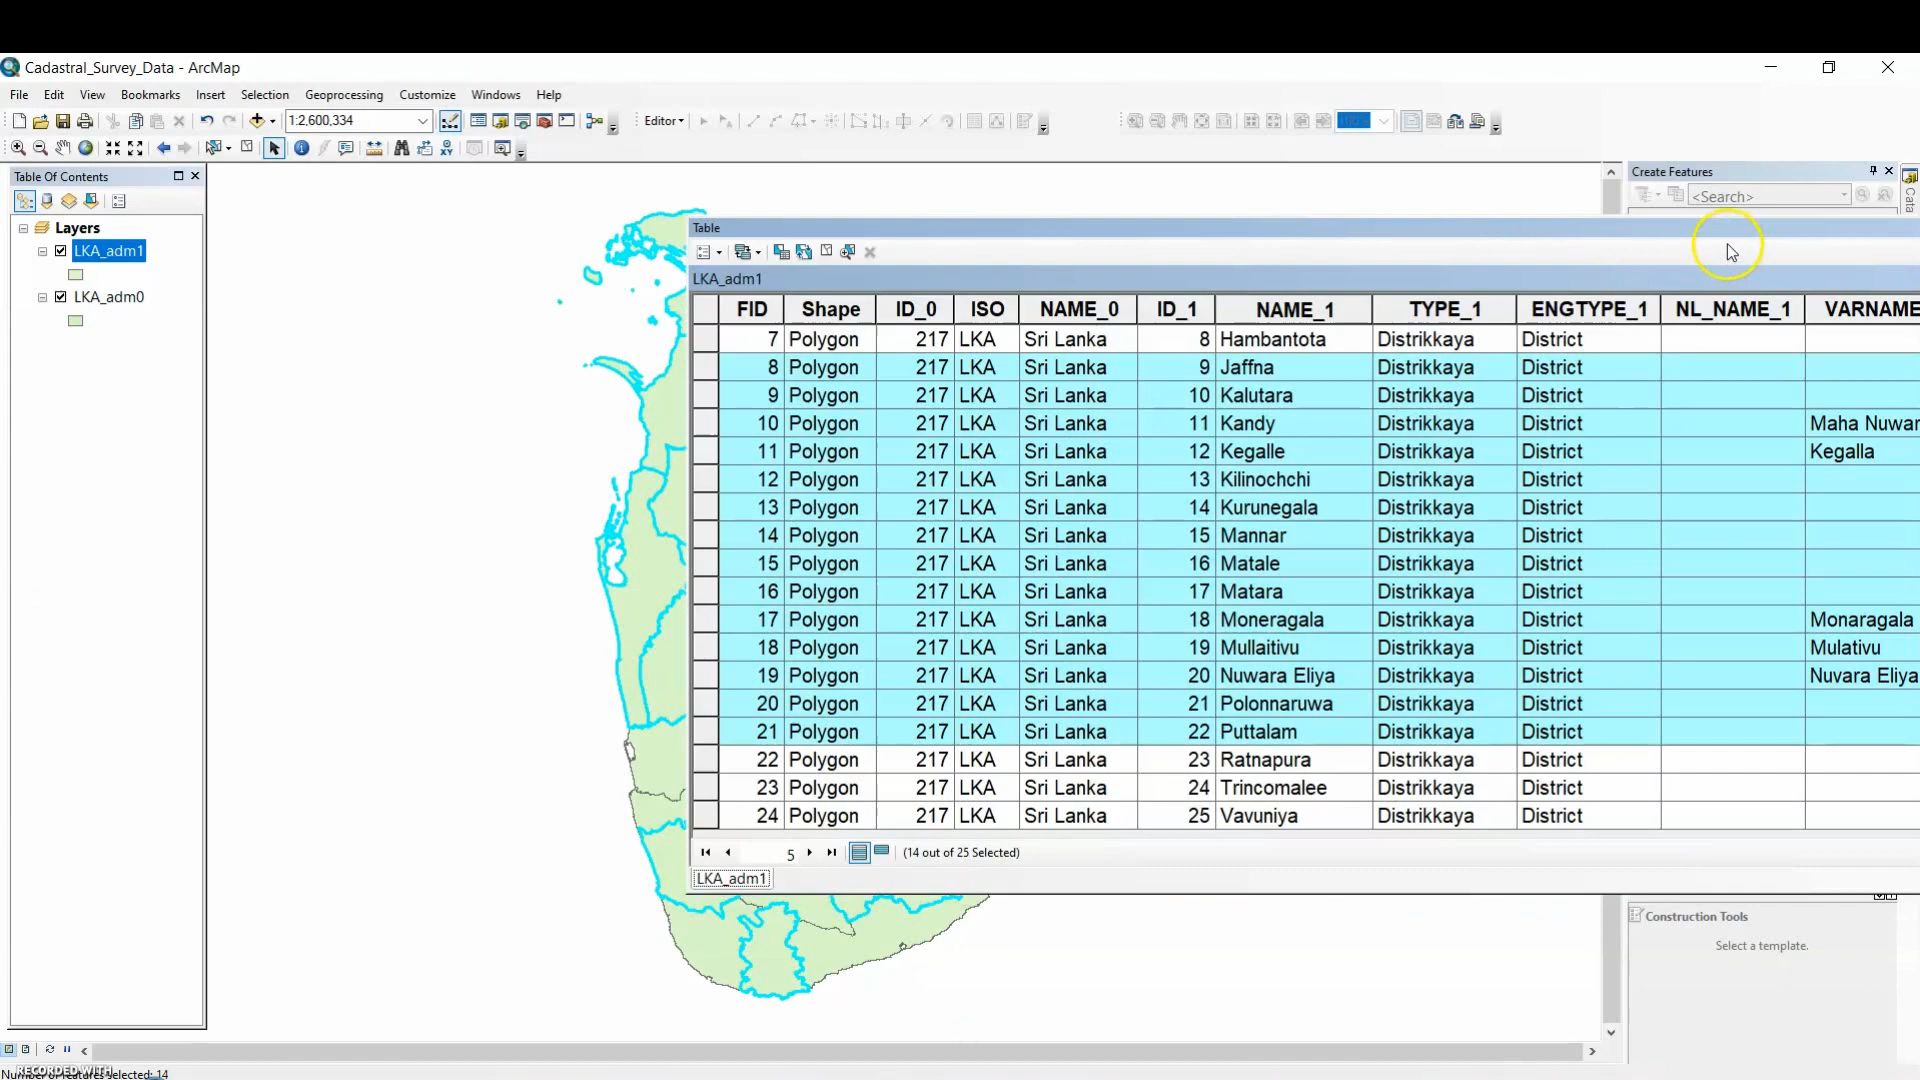 Cadastral_Survey_Data - ArcMap
File Edit View Bookmarks Insert Selection Geoprocessing Customize Windows Help
1:2,600,334 Editor
Table Of Contents
Layers
LKA_adm1
LKA_adm0
Create Features
<Search>
Cata
Table
LKA_adm1
FID Shape ID_0 ISO NAME_0 ID_1 NAME_1 TYPE_1 ENGTYPE_1 NL_NAME_1 VARNAME
7 Polygon 217 LKA Sri Lanka 8 Hambantota Distrikkaya District
8 Polygon 217 LKA Sri Lanka 9 Jaffna Distrikkaya District
9 Polygon 217 LKA Sri Lanka 10 Kalutara Distrikkaya District
10 Polygon 217 LKA Sri Lanka 11 Kandy Distrikkaya District Maha Nuwar
11 Polygon 217 LKA Sri Lanka 12 Kegalle Distrikkaya District Kegalla
12 Polygon 217 LKA Sri Lanka 13 Kilinochchi Distrikkaya District
13 Polygon 217 LKA Sri Lanka 14 Kurunegala Distrikkaya District
14 Polygon 217 LKA Sri Lanka 15 Mannar Distrikkaya District
15 Polygon 217 LKA Sri Lanka 16 Matale Distrikkaya District
16 Polygon 217 LKA Sri Lanka 17 Matara Distrikkaya District
17 Polygon 217 LKA Sri Lanka 18 Moneragala Distrikkaya District Monaragala
18 Polygon 217 LKA Sri Lanka 19 Mullaitivu Distrikkaya District Mulativu
19 Polygon 217 LKA Sri Lanka 20 Nuwara Eliya Distrikkaya District Nuvara Eliya
20 Polygon 217 LKA Sri Lanka 21 Polonnaruwa Distrikkaya District
21 Polygon 217 LKA Sri Lanka 22 Puttalam Distrikkaya District
22 Polygon 217 LKA Sri Lanka 23 Ratnapura Distrikkaya District
23 Polygon 217 LKA Sri Lanka 24 Trincomalee Distrikkaya District
24 Polygon 217 LKA Sri Lanka 25 Vavuniya Distrikkaya District
5 (14 out of 25 Selected)
LKA_adm1
Construction Tools
Select a template.
RECORDED WITH
Number of features selected: 14